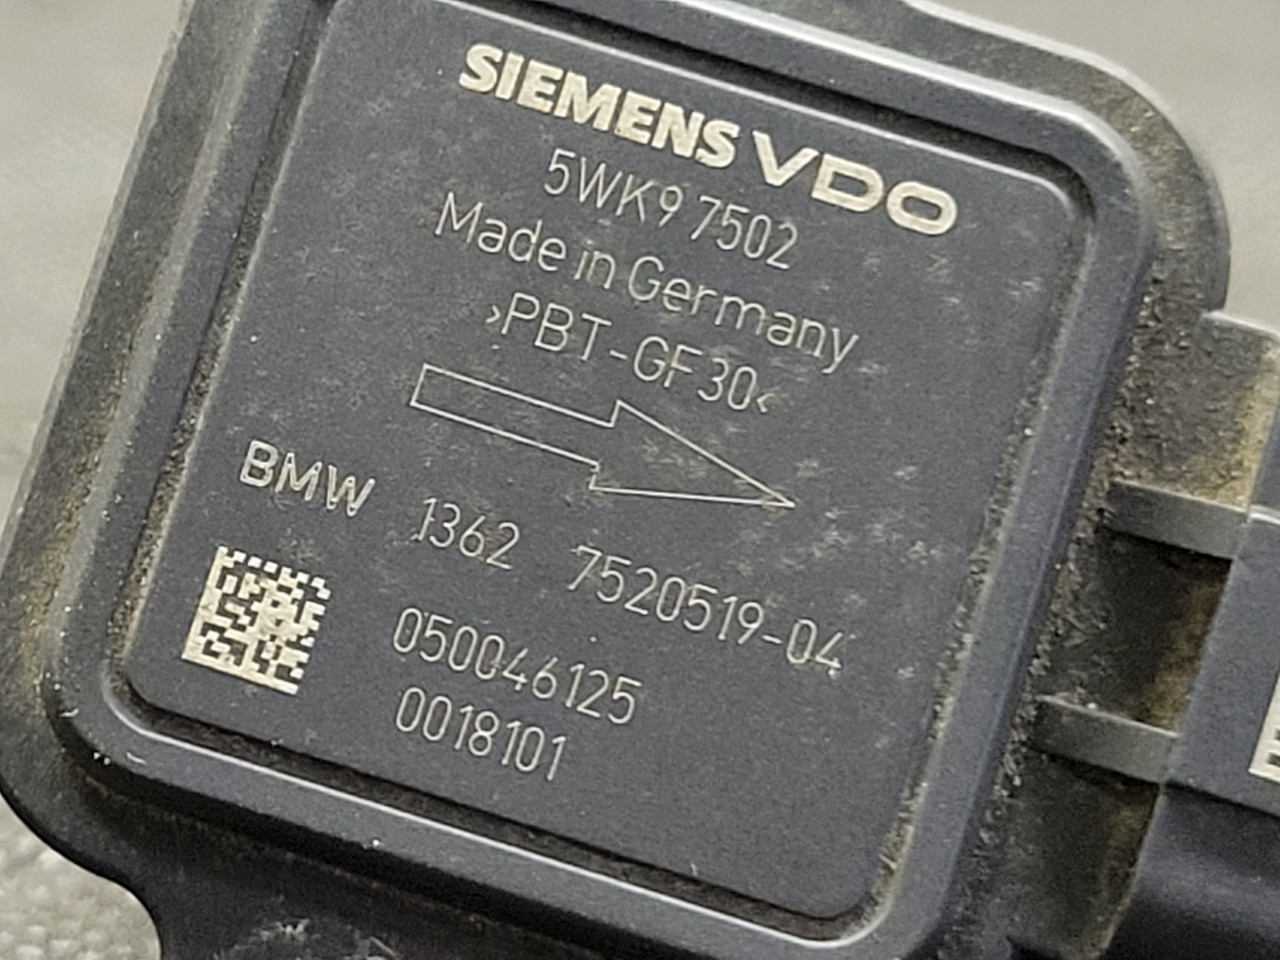 SIEMENS VDO
5WK9 7502
Made in Germany
›PBT-GF30‹
BMW 1362 7520519-04
050046125
0018101